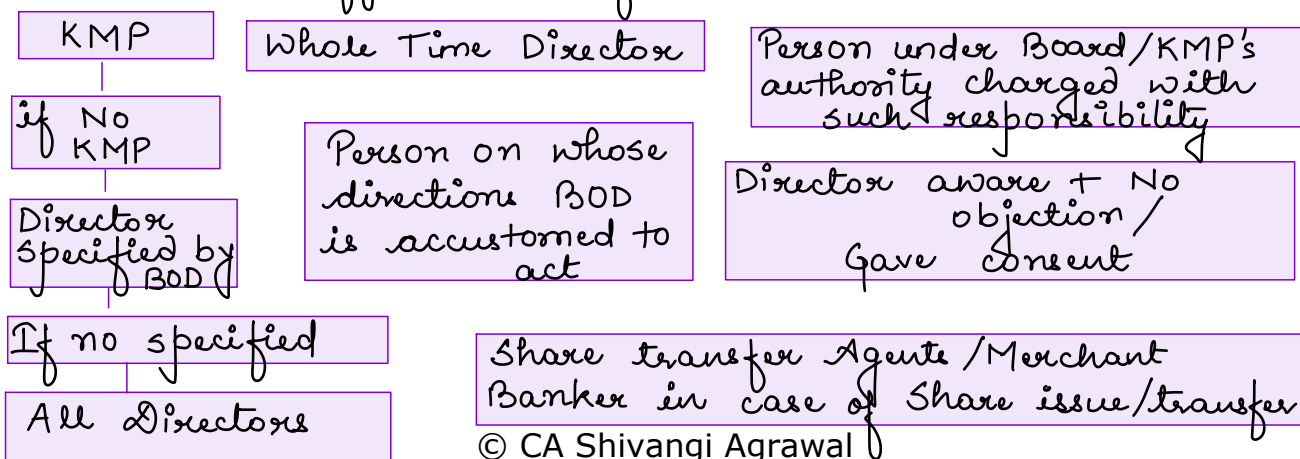 KMP
if No
KMP
Director
specified by
BOD
If no specified
All Directors
Whole Time Director
Person on whose
directions BOD
is accustomed to
act
Person under Board/KMP's
authority charged with
such responsibility
Director aware + No
objection/
Gave consent
Share transfer Agents/Merchant
Banker in case of Share issue/transfer
© CA Shivangi Agrawal